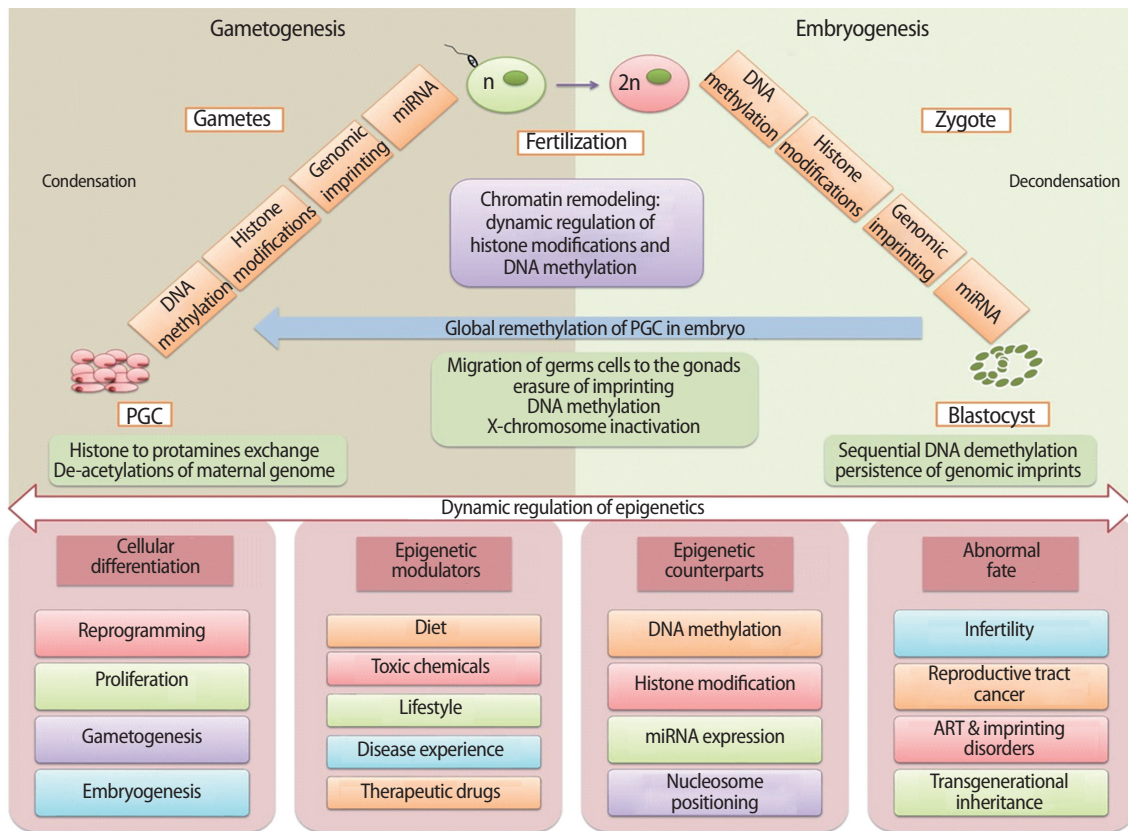 Gametogenesis
Embryogenesis
n
2n
Gametes
Fertilization
Zygote
Condensation
Decondensation
miRNA
Genomic
imprinting
Histone
modifications
DNA
methylation
DNA
methylation
Histone
modifications
Genomic
imprinting
miRNA
Chromatin remodeling:
dynamic regulation of
histone modifications and
DNA methylation
Global remethylation of PGC in embryo
Migration of germs cells to the gonads
erasure of imprinting
DNA methylation
X-chromosome inactivation
PGC
Histone to protamines exchange
De-acetylations of maternal genome
Blastocyst
Sequential DNA demethylation
persistence of genomic imprints
Dynamic regulation of epigenetics
Cellular
differentiation
Reprogramming
Proliferation
Gametogenesis
Embryogenesis
Epigenetic
modulators
Diet
Toxic chemicals
Lifestyle
Disease experience
Therapeutic drugs
Epigenetic
counterparts
DNA methylation
Histone modification
miRNA expression
Nucleosome
positioning
Abnormal
fate
Infertility
Reproductive tract
cancer
ART & imprinting
disorders
Transgenerational
inheritance